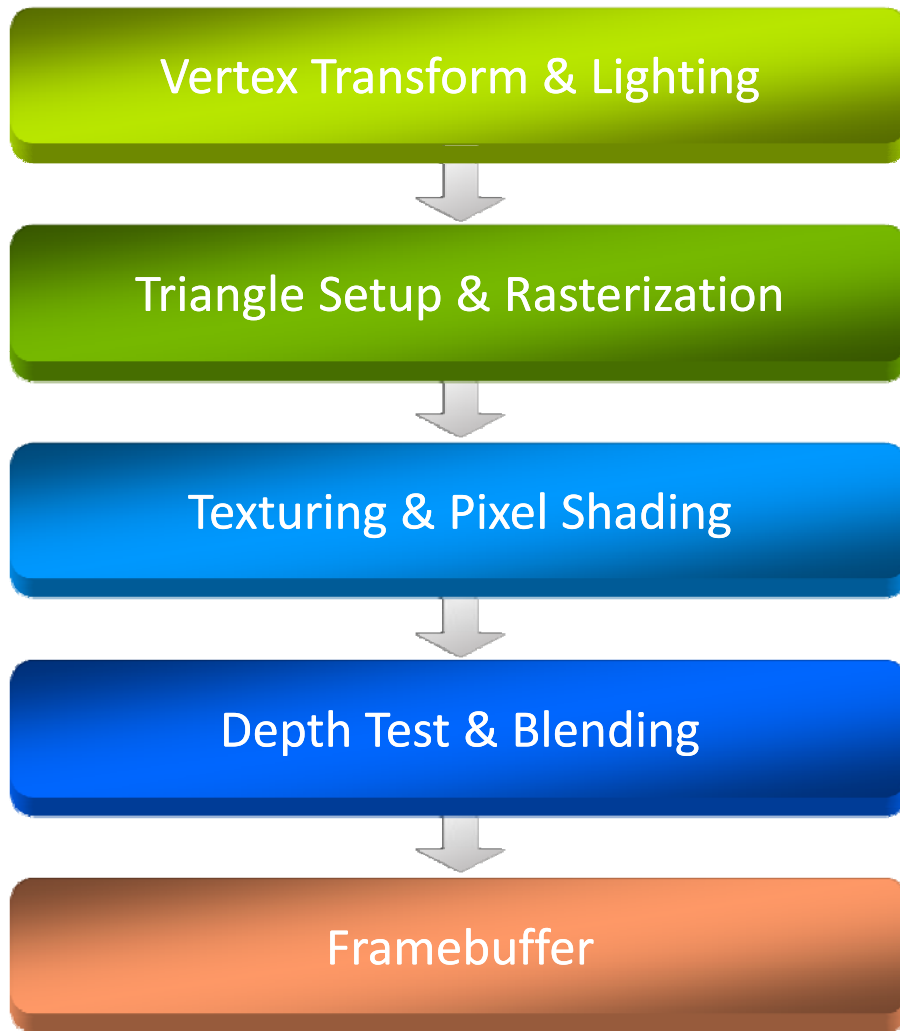 Vertex Transform & Lighting
Triangle Setup & Rasterization
Texturing & Pixel Shading
Depth Test & Blending
Framebuffer